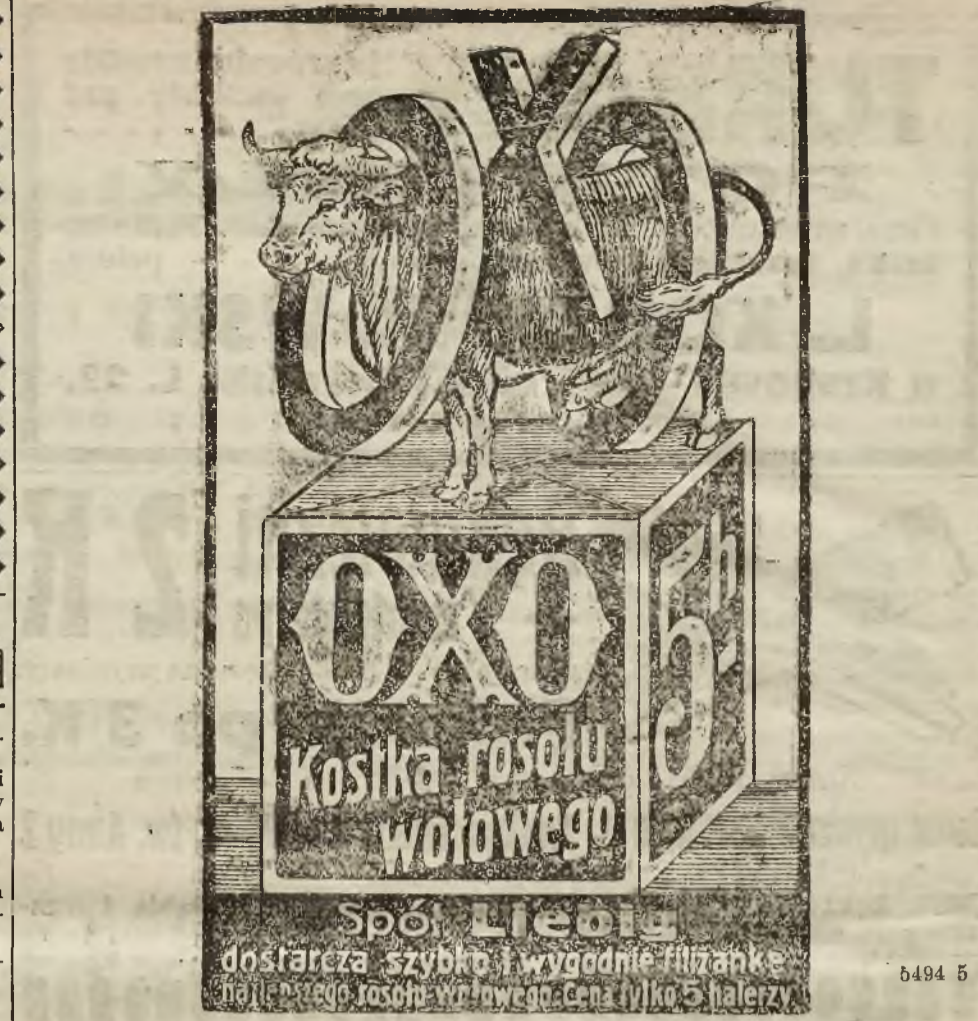 OXO
OXO
5h
Kostka rosołu
wołowego
Spół. Liebig
dostarcza szybko i wygodnie filiżankę
najlepszego rosołu wołowego. Cena tylko 5 halerzy
5494 5